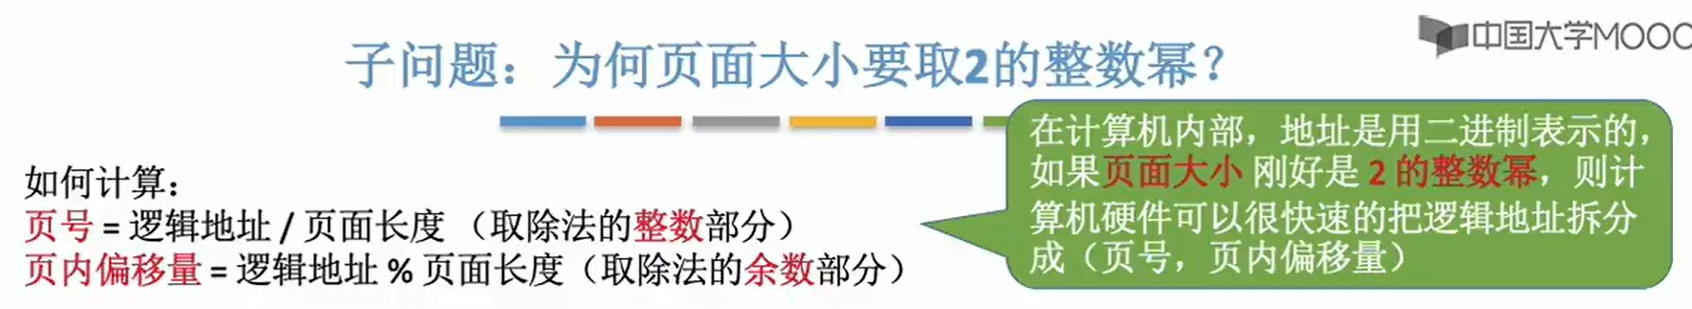 中国大学MOOC
子问题：为何页面大小要取2的整数幂？
如何计算：
页号 = 逻辑地址 / 页面长度 （取除法的整数部分）
页内偏移量 = 逻辑地址 % 页面长度（取除法的余数部分）
在计算机内部，地址是用二进制表示的，
如果页面大小 刚好是 2 的整数幂，则计
算机硬件可以很快速的把逻辑地址拆分
成（页号，页内偏移量）